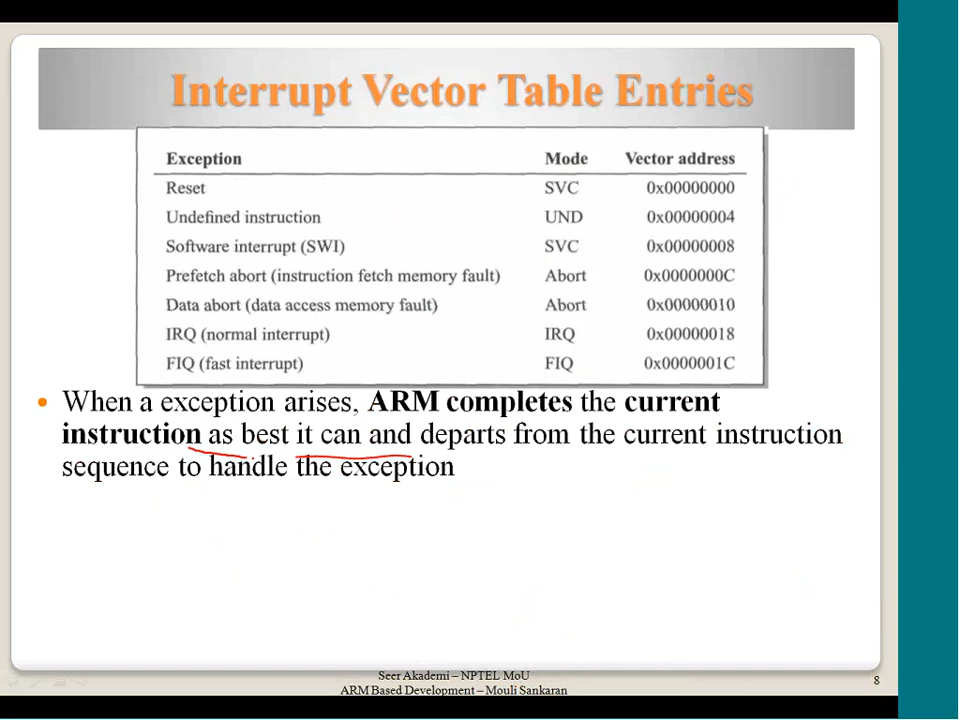 Interrupt Vector Table Entries
Exception Mode Vector address
Reset SVC 0x00000000
Undefined instruction UND 0x00000004
Software interrupt (SWI) SVC 0x00000008
Prefetch abort (instruction fetch memory fault) Abort 0x0000000C
Data abort (data access memory fault) Abort 0x00000010
IRQ (normal interrupt) IRQ 0x00000018
FIQ (fast interrupt) FIQ 0x0000001C
• When a exception arises, ARM completes the current
instruction as best it can and departs from the current instruction
sequence to handle the exception
Seer Akademi – NPTEL MoU
ARM Based Development – Mouli Sankaran
8